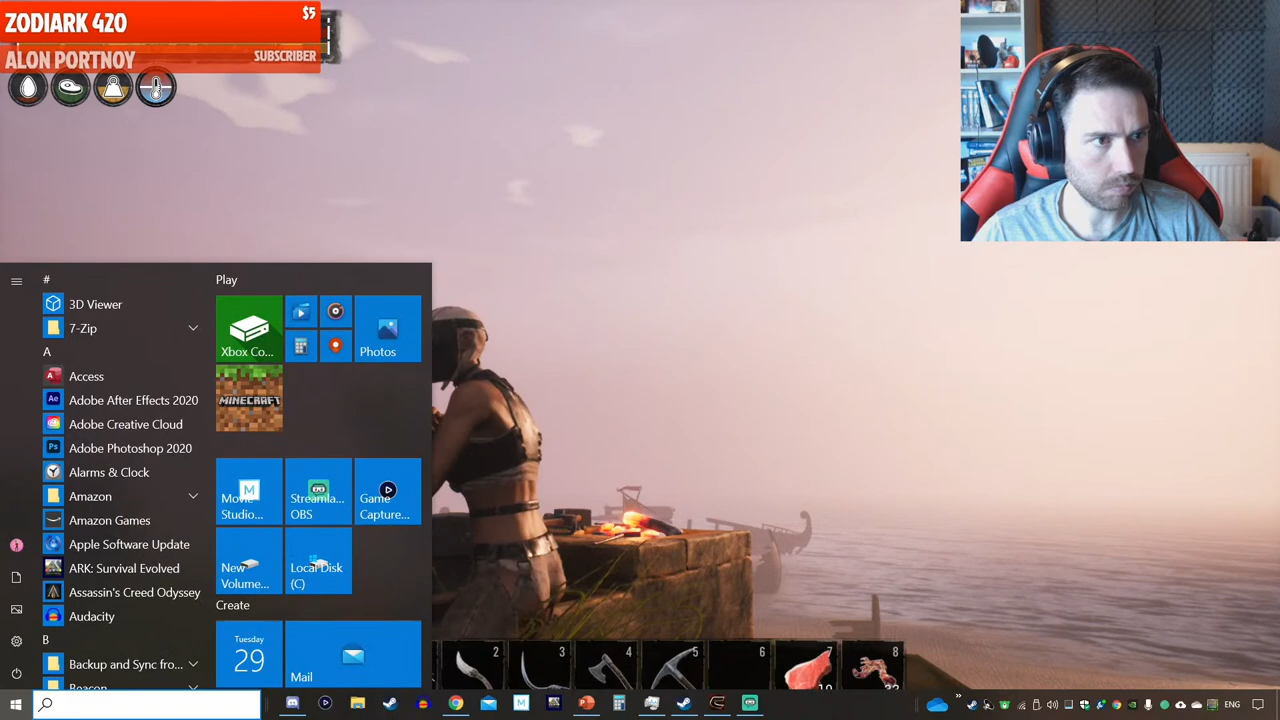 ZODIARK 420
$5
ALON PORTNOY
SUBSCRIBER
#
3D Viewer
7-Zip
A
Access
Adobe After Effects 2020
Adobe Creative Cloud
Adobe Photoshop 2020
Alarms & Clock
Amazon
Amazon Games
Apple Software Update
ARK: Survival Evolved
Assassin's Creed Odyssey
Audacity
B
Backup and Sync fro...
Beacon
Play
Xbox Co...
Photos
MINECRAFT
Movie Studio...
Streamla... OBS
Game Capture...
New Volume...
Local Disk (C)
Create
Tuesday
29
Mail
2
3
4
5
6
7
8
10
ENG